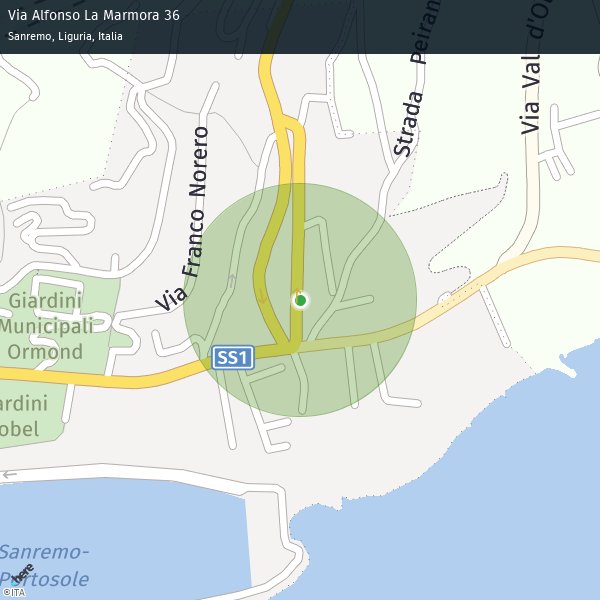 Via Alfonso La Marmora 36
Sanremo, Liguria, Italia
Strada Peiran
Via Val d'O
Via Franco Norero
Giardini
Municipali
Ormond
SS1
ardini
obel
Sanremo-
Portosole
here
©ITA